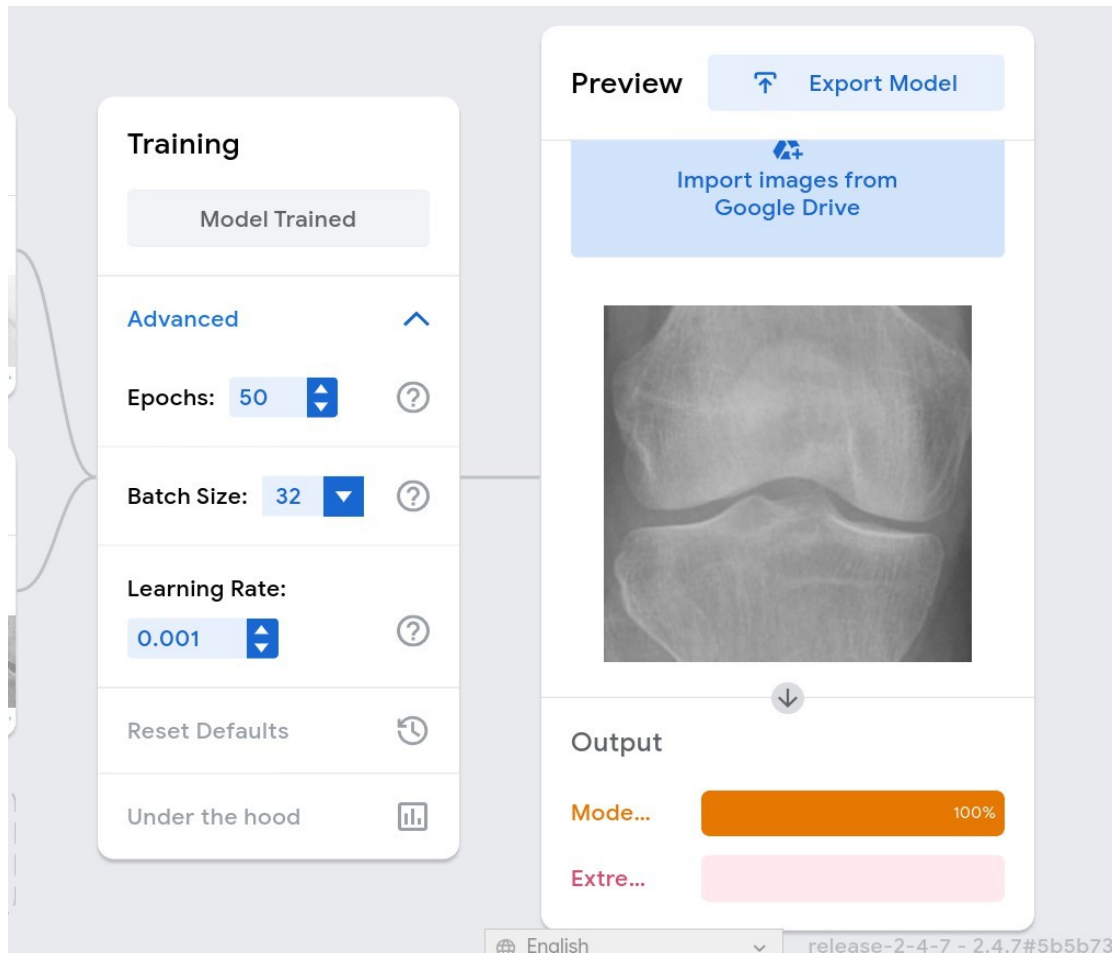 Training
Model Trained
Advanced
Epochs: 50
Batch Size: 32
Learning Rate:
0.001
Reset Defaults
Under the hood
Preview
Export Model
Import images from
Google Drive
Output
Mode...
100%
Extre...
English
release-2-4-7 - 2.4.7#5b5b73